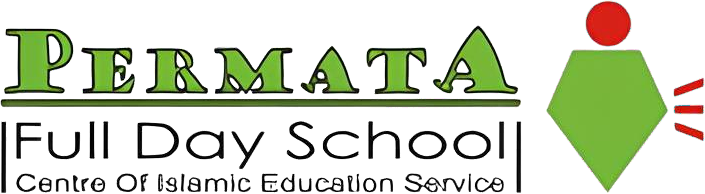 PERMATA
Full Day School
Centre Of Islamic Education Service